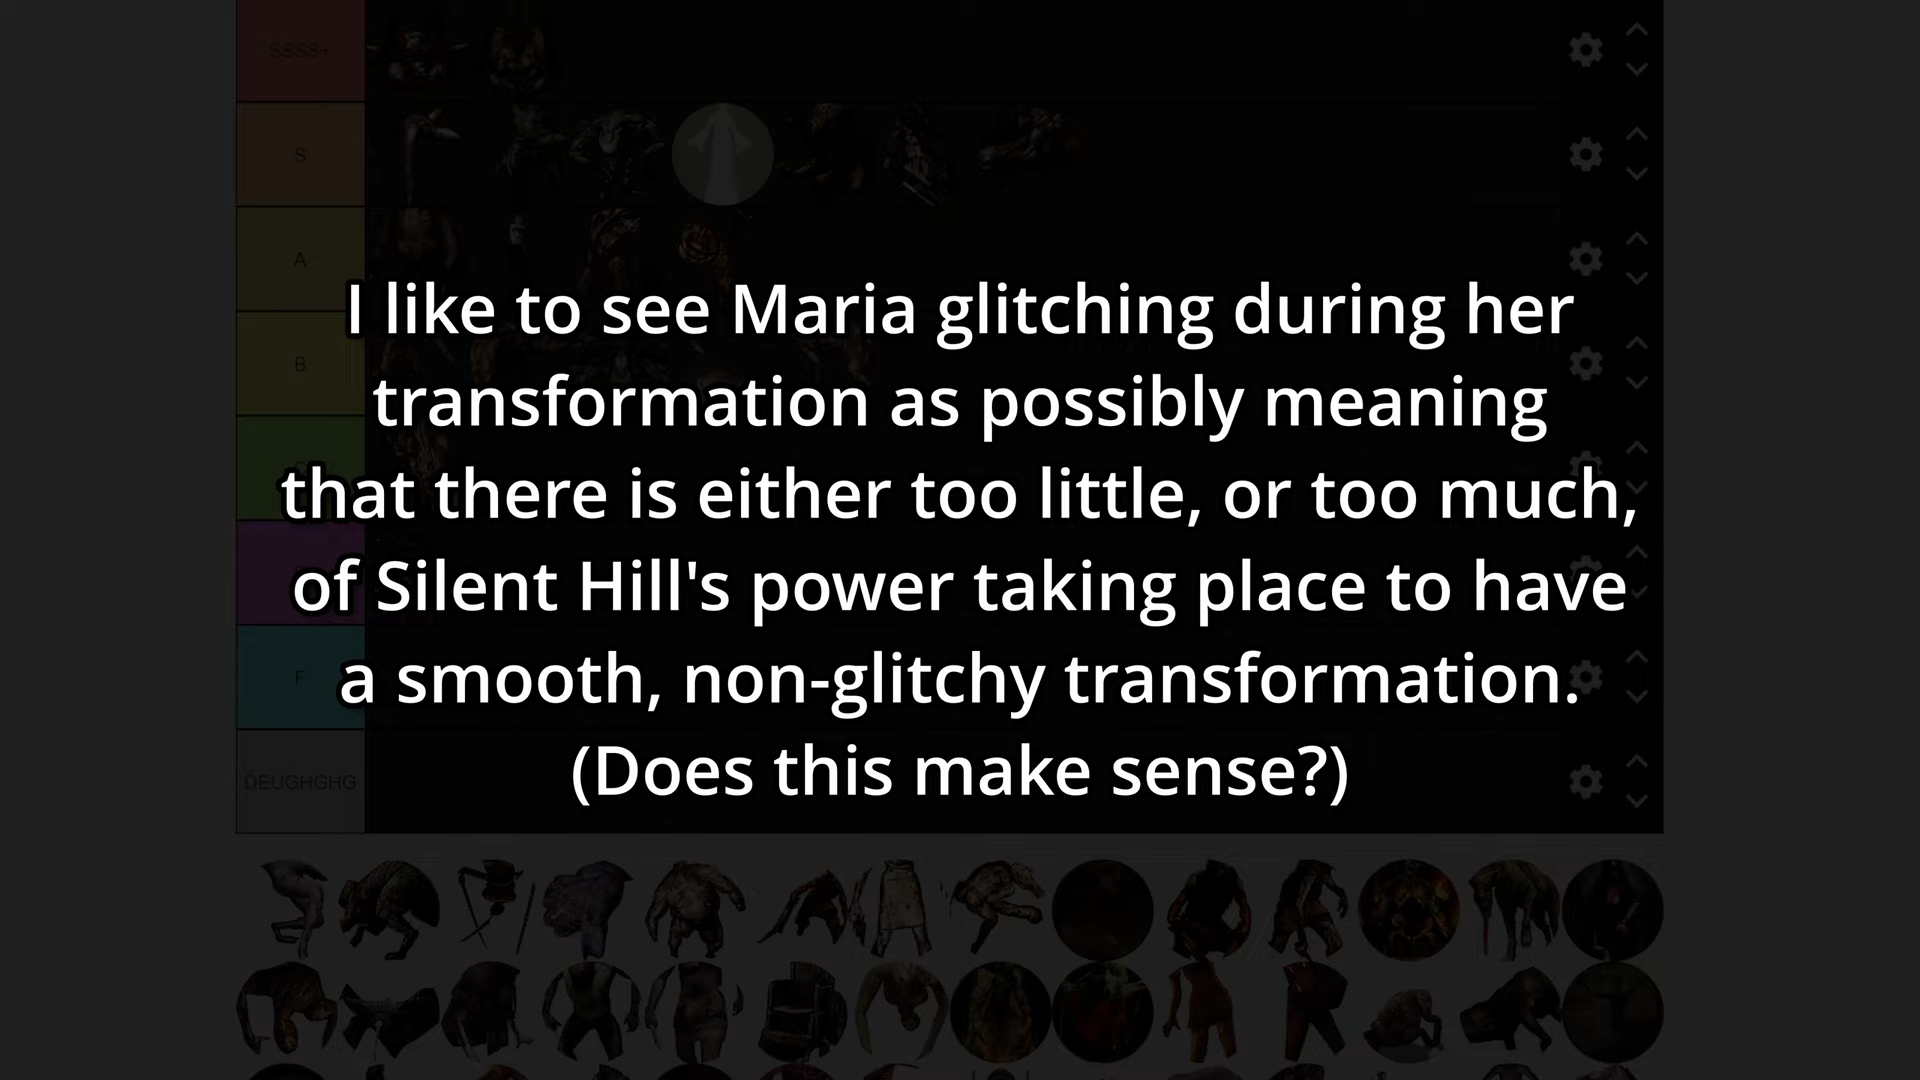 SSSS+
S
A
I like to see Maria glitching during her
B
transformation as possibly meaning
that there is either too little, or too much,
of Silent Hill's power taking place to have
a smooth, non-glitchy transformation.
F
(Does this make sense?)
DEUGHGHG